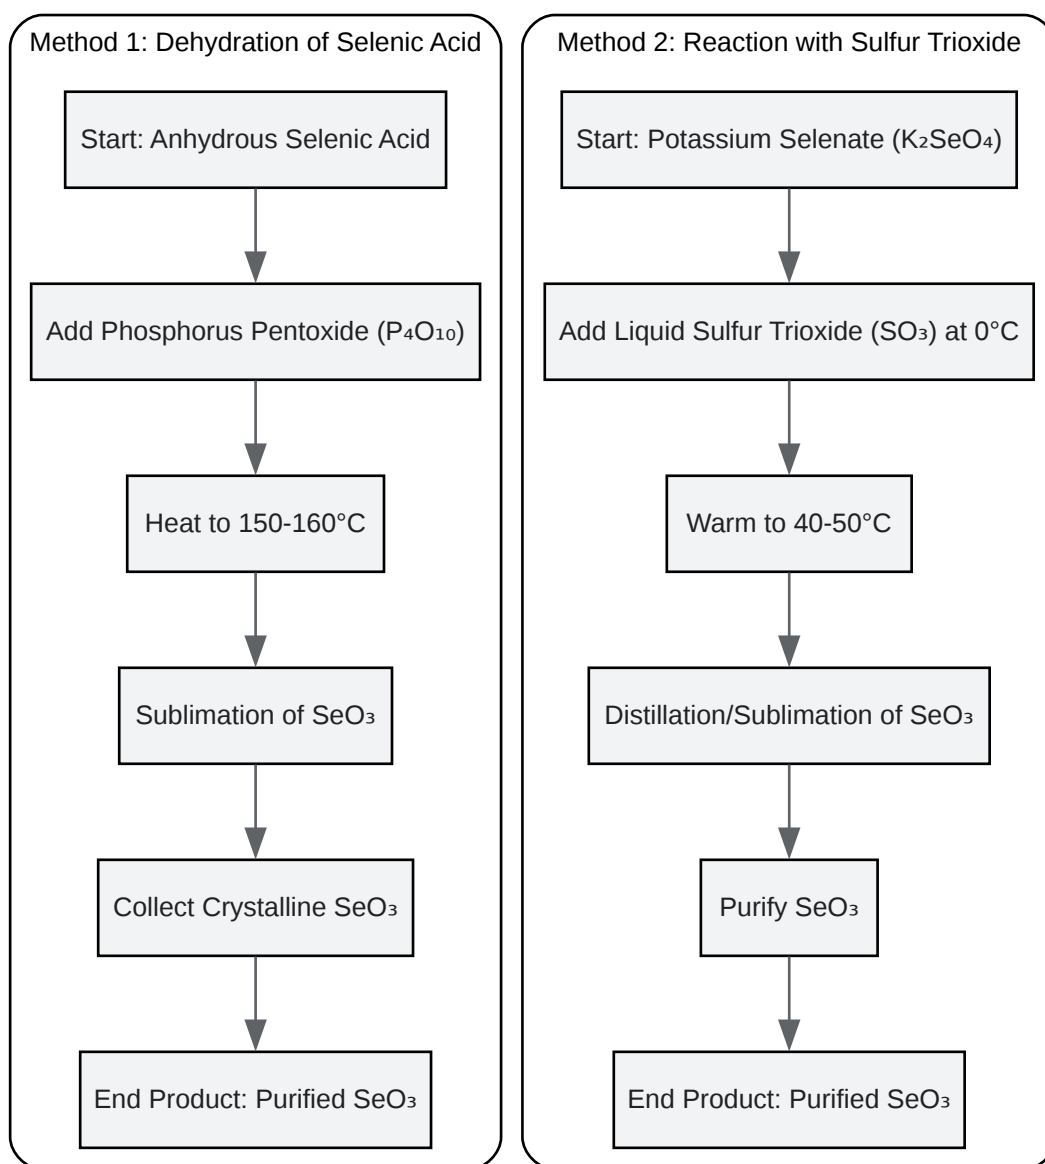 Method 1: Dehydration of Selenic Acid
Start: Anhydrous Selenic Acid
Add Phosphorus Pentoxide (P₄O₁₀)
Heat to 150-160°C
Sublimation of SeO₃
Collect Crystalline SeO₃
End Product: Purified SeO₃
Method 2: Reaction with Sulfur Trioxide
Start: Potassium Selenate (K₂SeO₄)
Add Liquid Sulfur Trioxide (SO₃) at 0°C
Warm to 40-50°C
Distillation/Sublimation of SeO₃
Purify SeO₃
End Product: Purified SeO₃